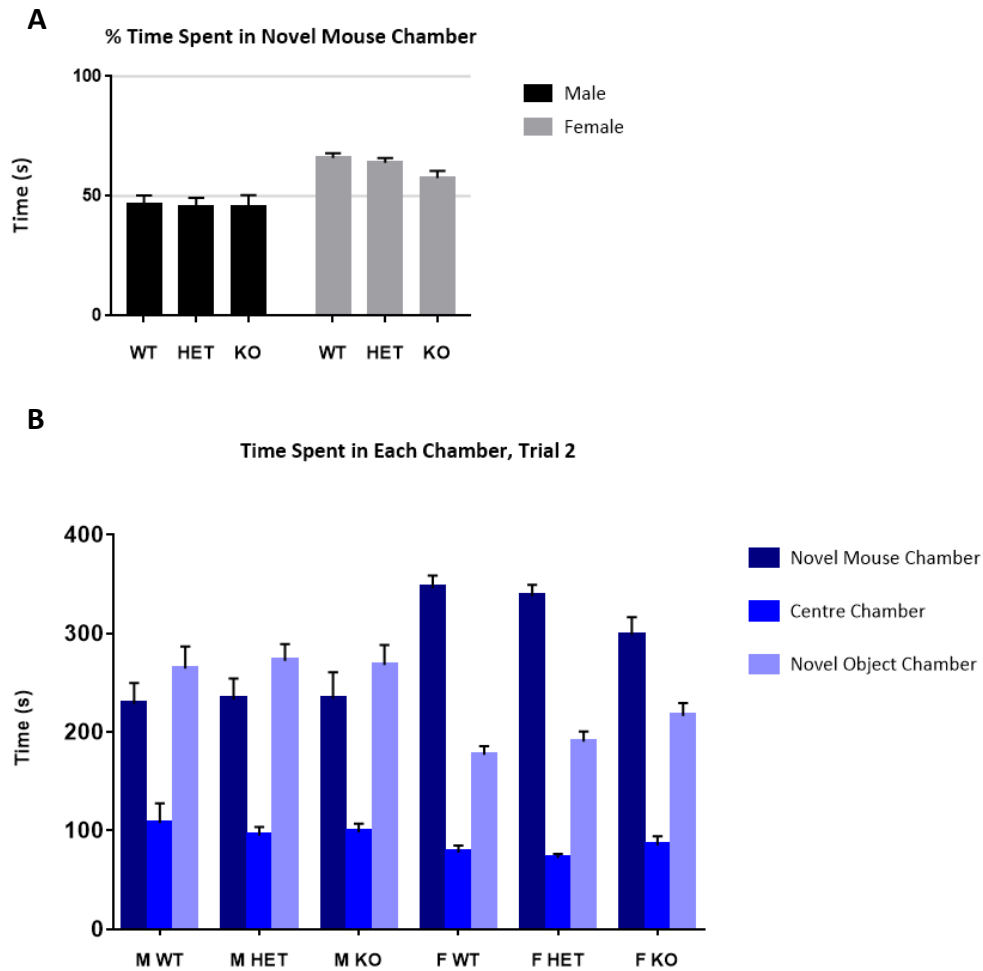 A
% Time Spent in Novel Mouse Chamber
100
50
0
Time (s)
WT HET KO WT HET KO
Male
Female
B
Time Spent in Each Chamber, Trial 2
400
300
200
100
0
Time (s)
M WT M HET M KO F WT F HET F KO
Novel Mouse Chamber
Centre Chamber
Novel Object Chamber